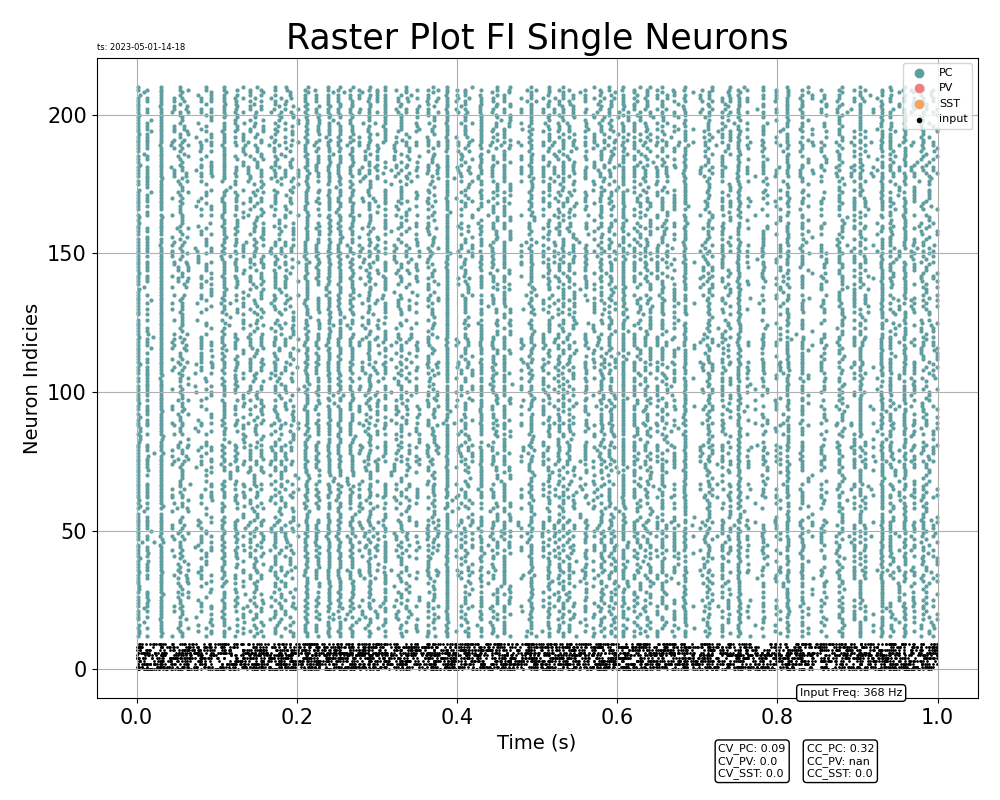 Raster Plot FI Single Neurons
ts: 2023-05-01-14-18
PC
PV
SST
input
200
150
100
50
0
Neuron Indicies
0.0 0.2 0.4 0.6 0.8 1.0
Time (s)
Input Freq: 368 Hz
CV_PC: 0.09
CV_PV: 0.0
CV_SST: 0.0
CC_PC: 0.32
CC_PV: nan
CC_SST: 0.0